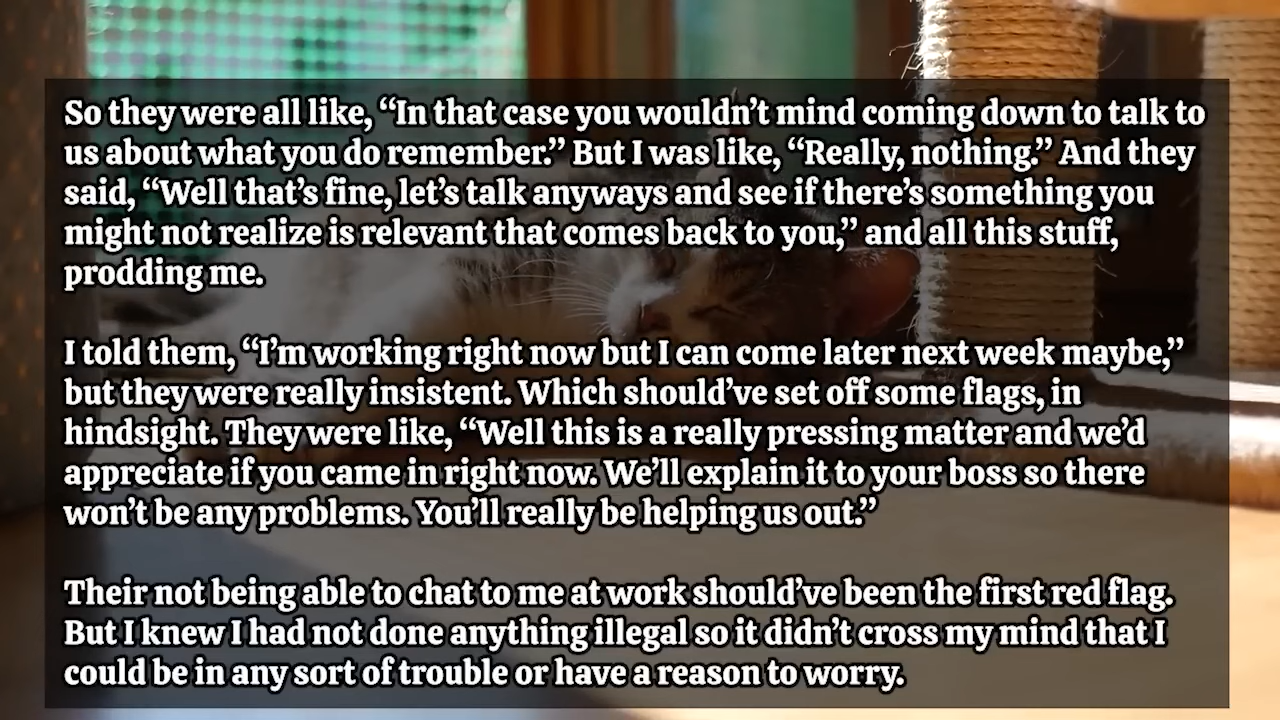 So they were all like, “In that case you wouldn’t mind coming down to talk to
us about what you do remember.” But I was like, “Really, nothing.” And they
said, “Well that’s fine, let’s talk anyways and see if there’s something you
might not realize is relevant that comes back to you,” and all this stuff,
prodding me.
I told them, “I’m working right now but I can come later next week maybe,”
but they were really insistent. Which should’ve set off some flags, in
hindsight. They were like, “Well this is a really pressing matter and we’d
appreciate if you came in right now. We’ll explain it to your boss so there
won’t be any problems. You’ll really be helping us out.”
Their not being able to chat to me at work should’ve been the first red flag.
But I knew I had not done anything illegal so it didn’t cross my mind that I
could be in any sort of trouble or have a reason to worry.